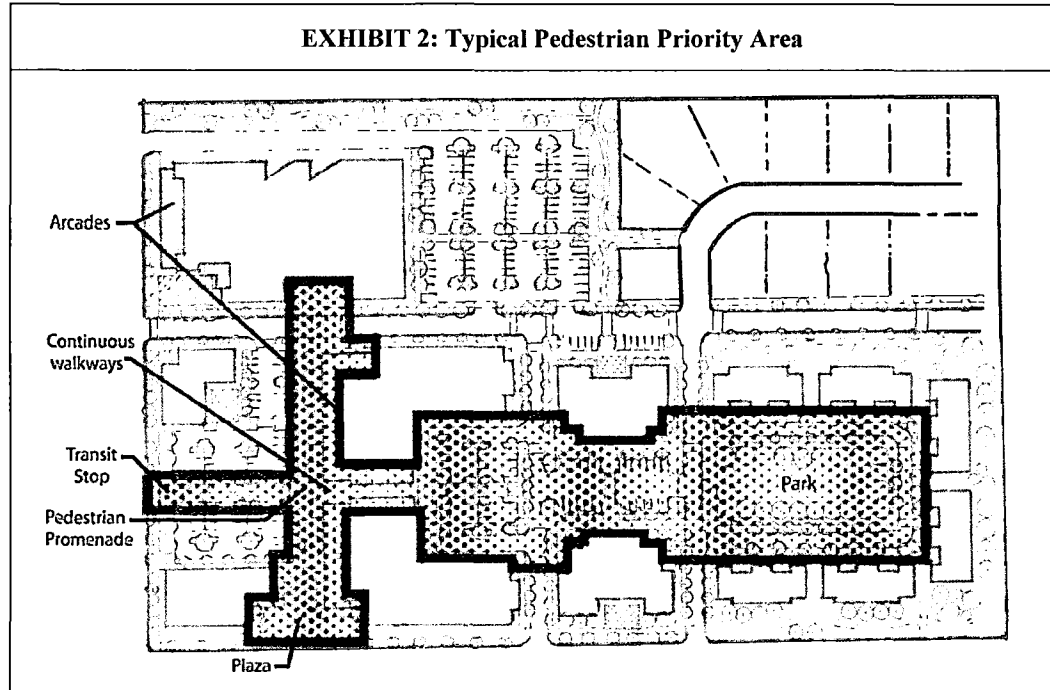 EXHIBIT 2: Typical Pedestrian Priority Area
Arcades
Continuous
walkways
Transit
Stop
Pedestrian
Promenade
Park
Plaza